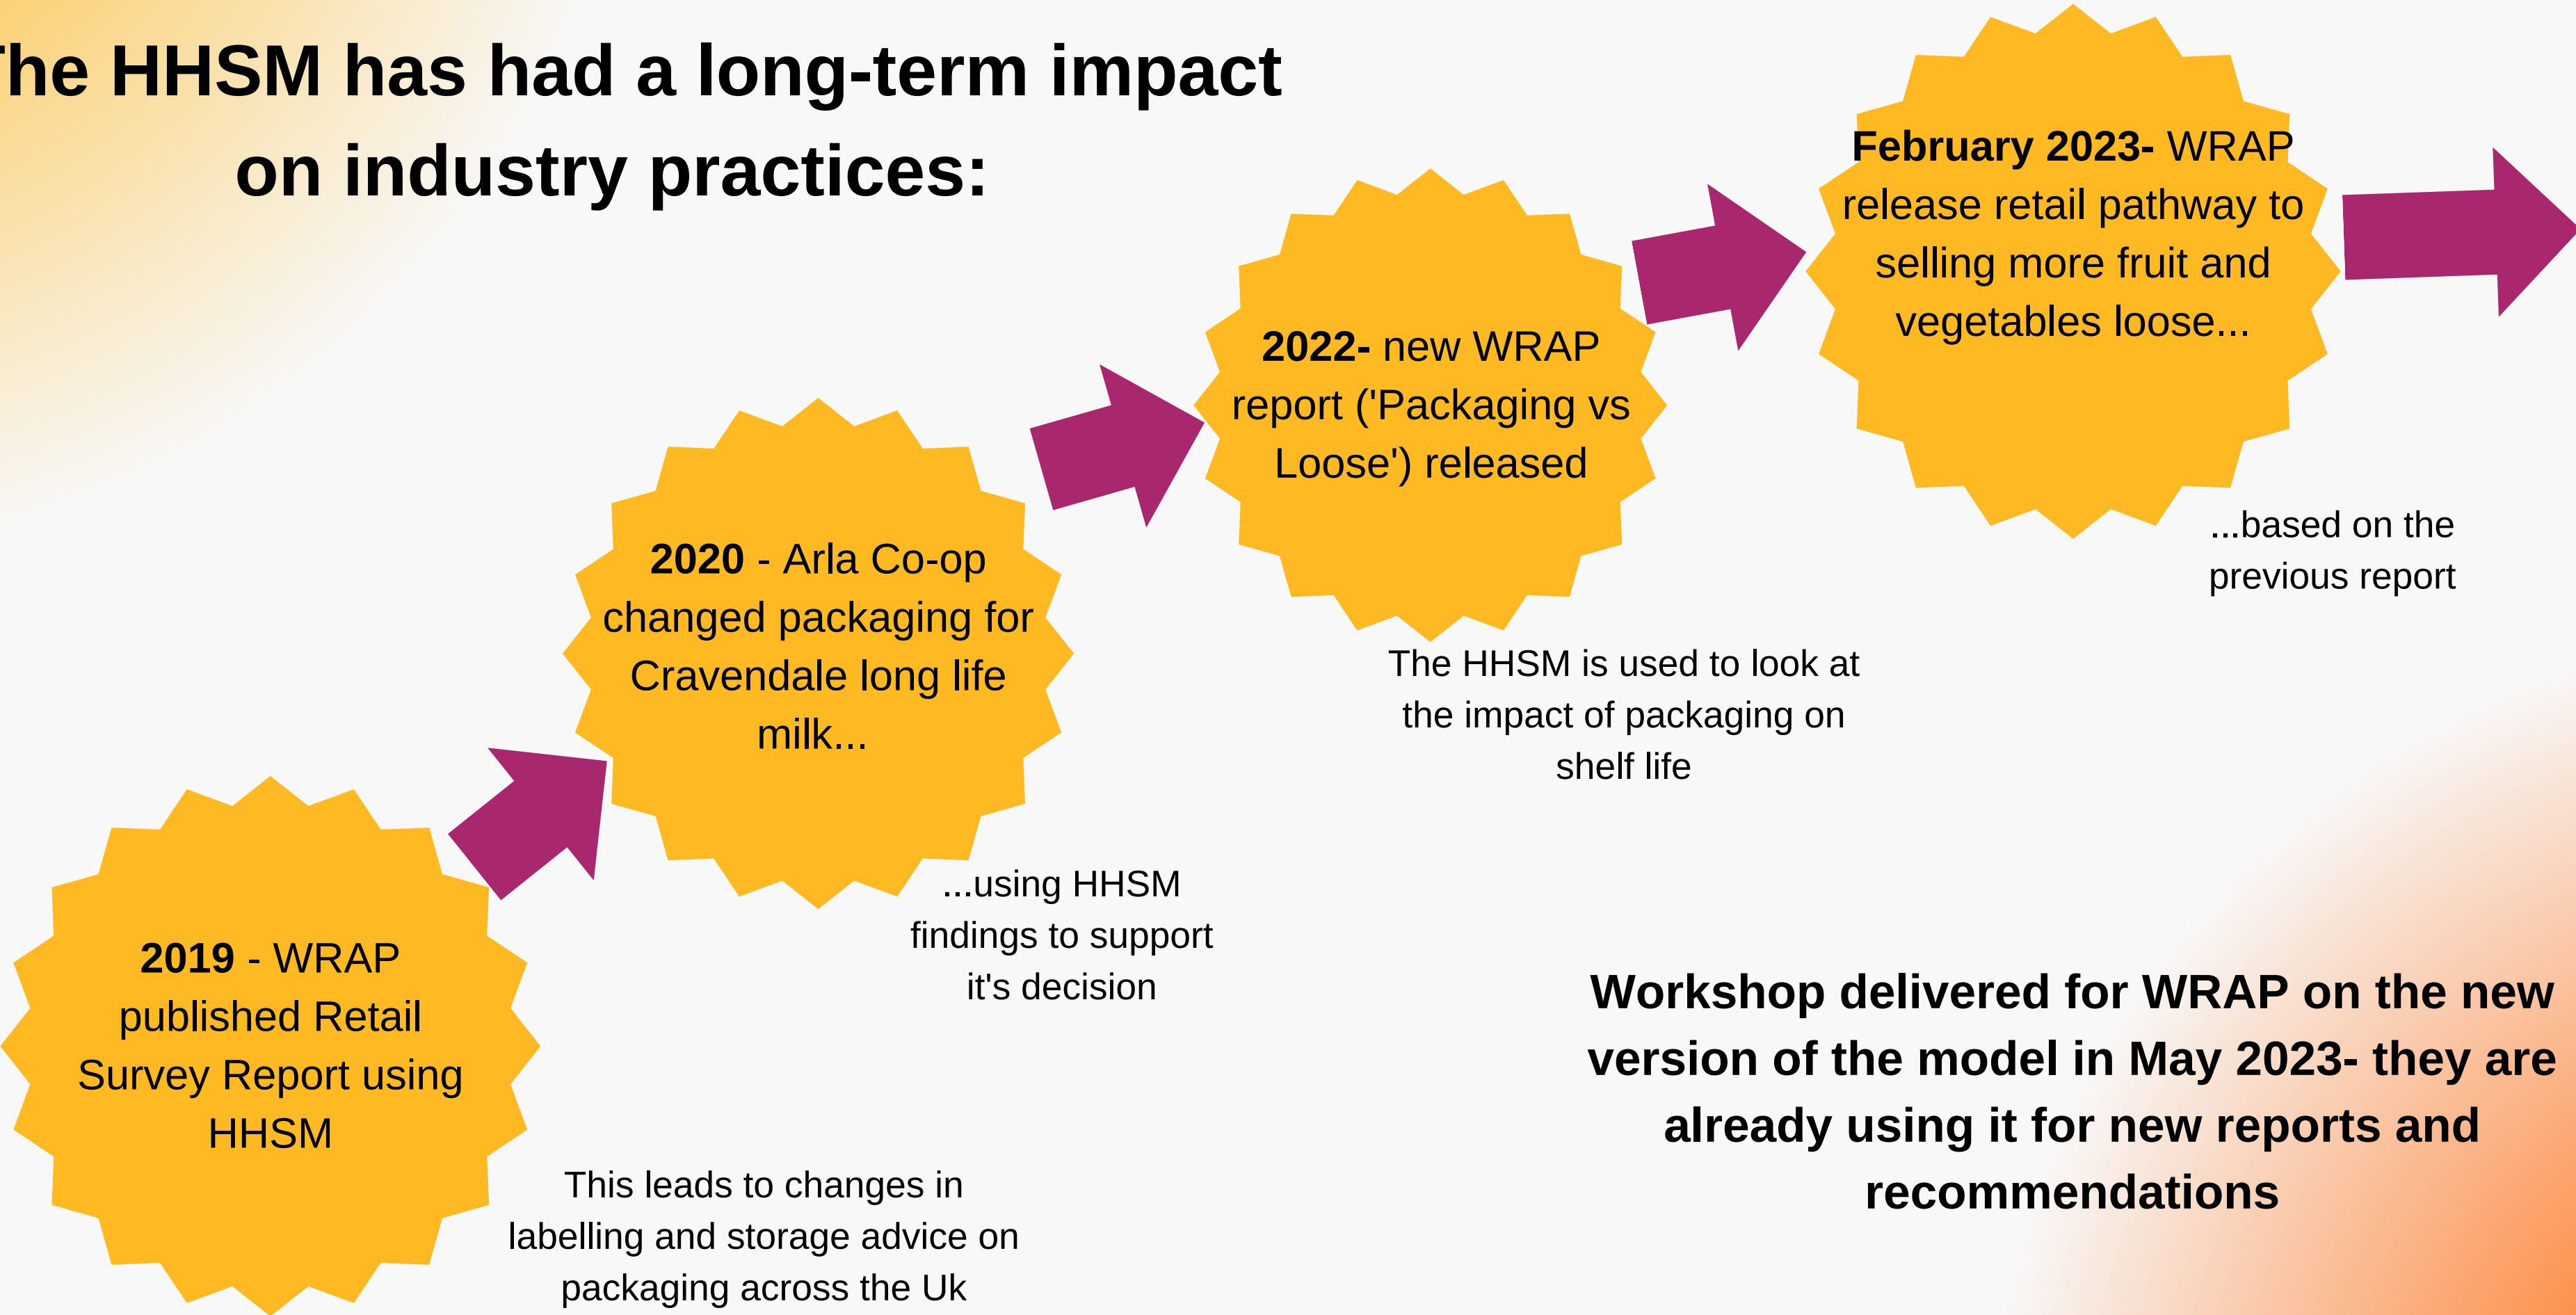 The HHSM has had a long-term impact
on industry practices:
2019 - WRAP
published Retail
Survey Report using
HHSM
This leads to changes in
labelling and storage advice on
packaging across the Uk
2020 - Arla Co-op
changed packaging for
Cravendale long life
milk...
...using HHSM
findings to support
it's decision
2022- new WRAP
report ('Packaging vs
Loose') released
The HHSM is used to look at
the impact of packaging on
shelf life
February 2023- WRAP
release retail pathway to
selling more fruit and
vegetables loose...
...based on the
previous report
Workshop delivered for WRAP on the new
version of the model in May 2023- they are
already using it for new reports and
recommendations